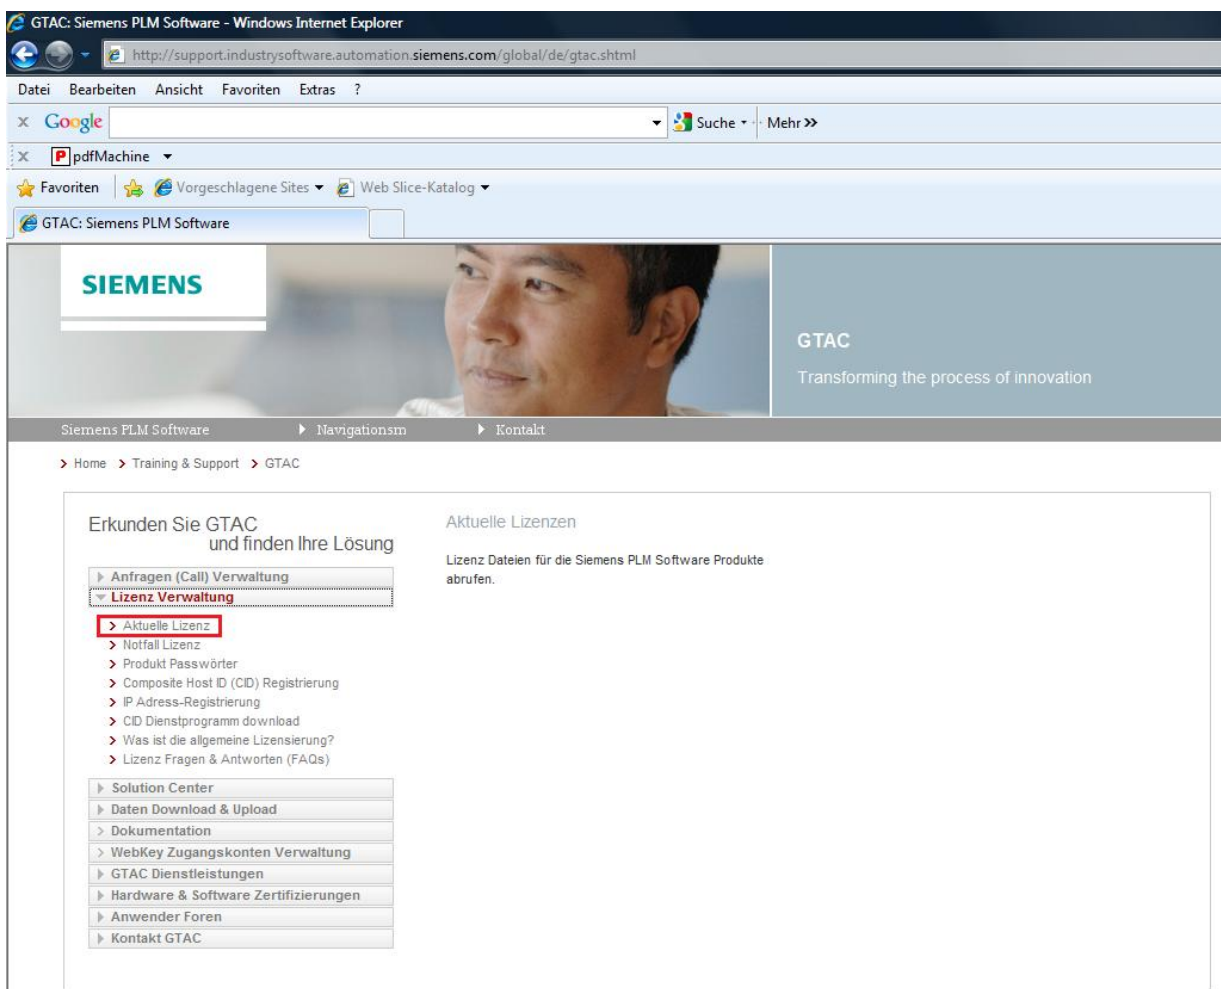 GTAC: Siemens PLM Software - Windows Internet Explorer
http://support.industrysoftware.automation.siemens.com/global/de/gtac.shtml
Datei Bearbeiten Ansicht Favoriten Extras ?
x Google Suche Mehr >>
x pdfMachine
Favoriten Vorgeschlagene Sites Web Slice-Katalog
GTAC: Siemens PLM Software
SIEMENS
GTAC
Transforming the process of innovation
Siemens PLM Software Navigationsm Kontakt
Home Training & Support GTAC
Erkunden Sie GTAC
und finden Ihre Lösung
Anfragen (Call) Verwaltung
Lizenz Verwaltung
Aktuelle Lizenz
Notfall Lizenz
Produkt Passwörter
Composite Host ID (CID) Registrierung
IP Adress-Registrierung
CID Dienstprogramm download
Was ist die allgemeine Lizensierung?
Lizenz Fragen & Antworten (FAQs)
Solution Center
Daten Download & Upload
Dokumentation
WebKey Zugangskonten Verwaltung
GTAC Dienstleistungen
Hardware & Software Zertifizierungen
Anwender Foren
Kontakt GTAC
Aktuelle Lizenzen
Lizenz Dateien für die Siemens PLM Software Produkte
abrufen.